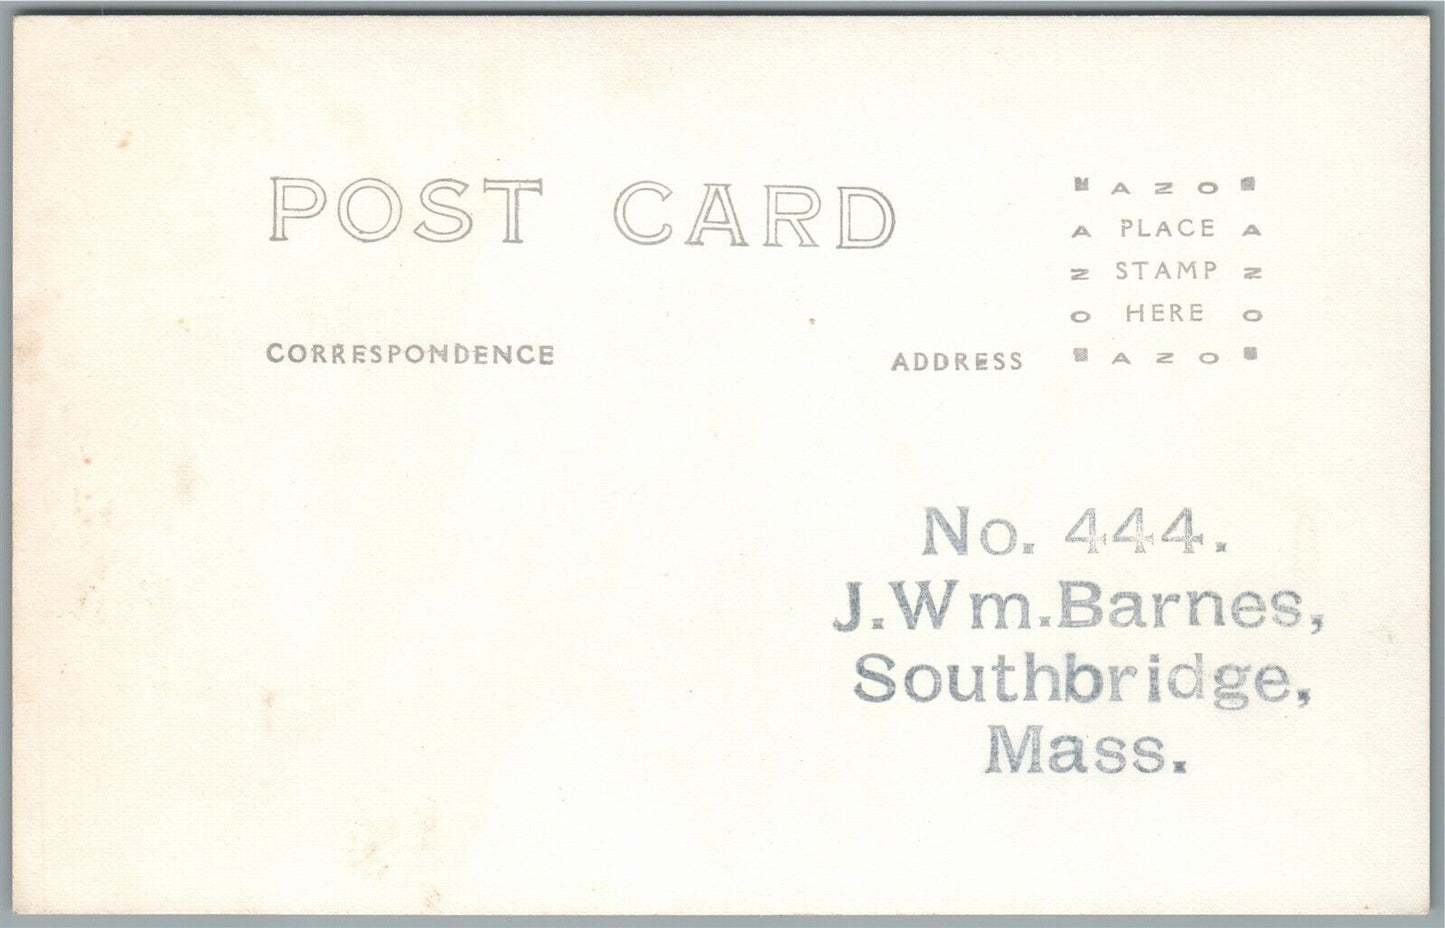 POST CARD
AZO
A PLACE A
Z STAMP Z
O HERE O
AZO
CORRESPONDENCE
ADDRESS
No. 444.
J.Wm.Barnes,
Southbridge,
Mass.